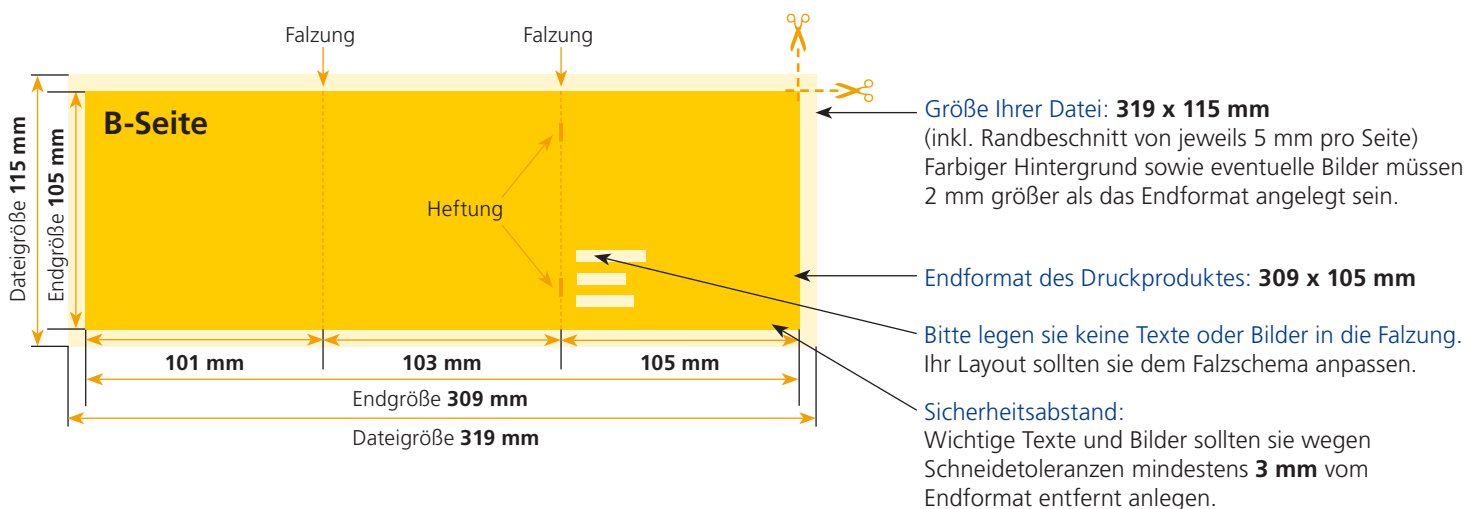 Falzung
Falzung
B-Seite
Dateigröße 115 mm
Endgröße 105 mm
Heftung
101 mm
103 mm
105 mm
Endgröße 309 mm
Dateigröße 319 mm
Größe Ihrer Datei: 319 x 115 mm
(inkl. Randbeschnitt von jeweils 5 mm pro Seite)
Farbiger Hintergrund sowie eventuelle Bilder müssen
2 mm größer als das Endformat angelegt sein.
Endformat des Druckproduktes: 309 x 105 mm
Bitte legen sie keine Texte oder Bilder in die Falzung.
Ihr Layout sollten sie dem Falzschema anpassen.
Sicherheitsabstand:
Wichtige Texte und Bilder sollten sie wegen
Schneidetoleranzen mindestens 3 mm vom
Endformat entfernt anlegen.